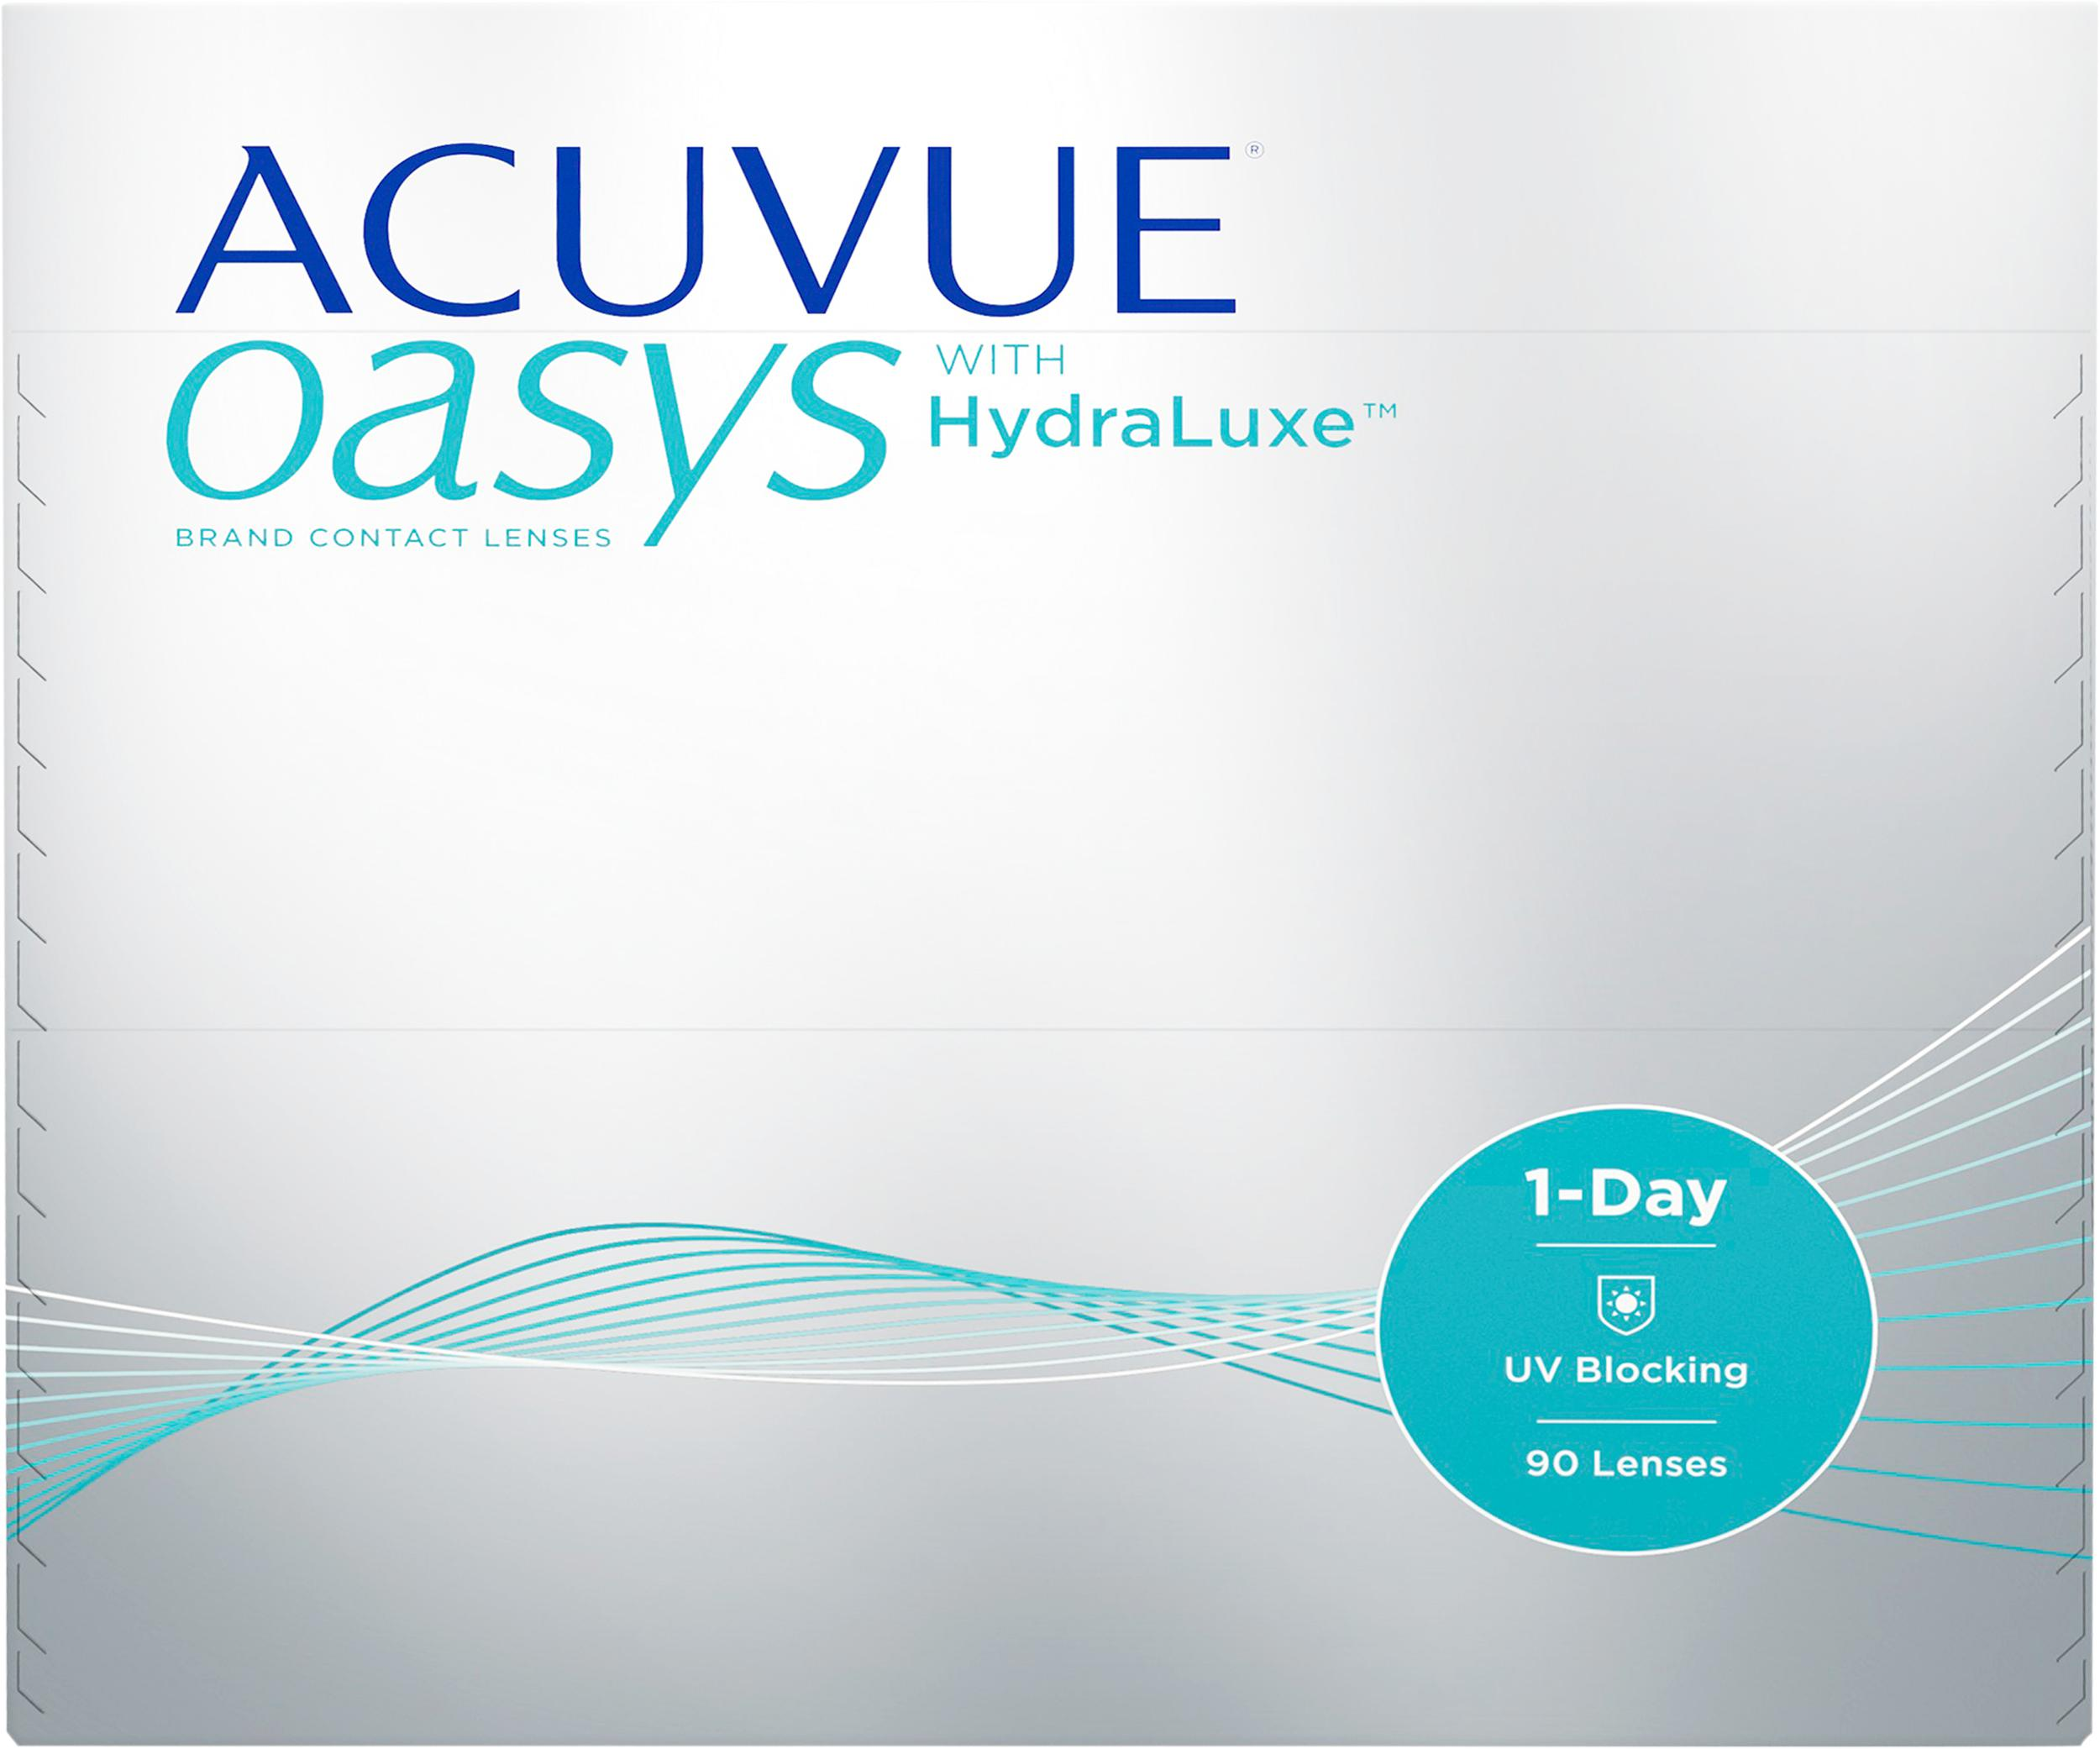 ACUVUE®
oasys WITH
HydraLuxe™
BRAND CONTACT LENSES
1-Day
UV Blocking
90 Lenses